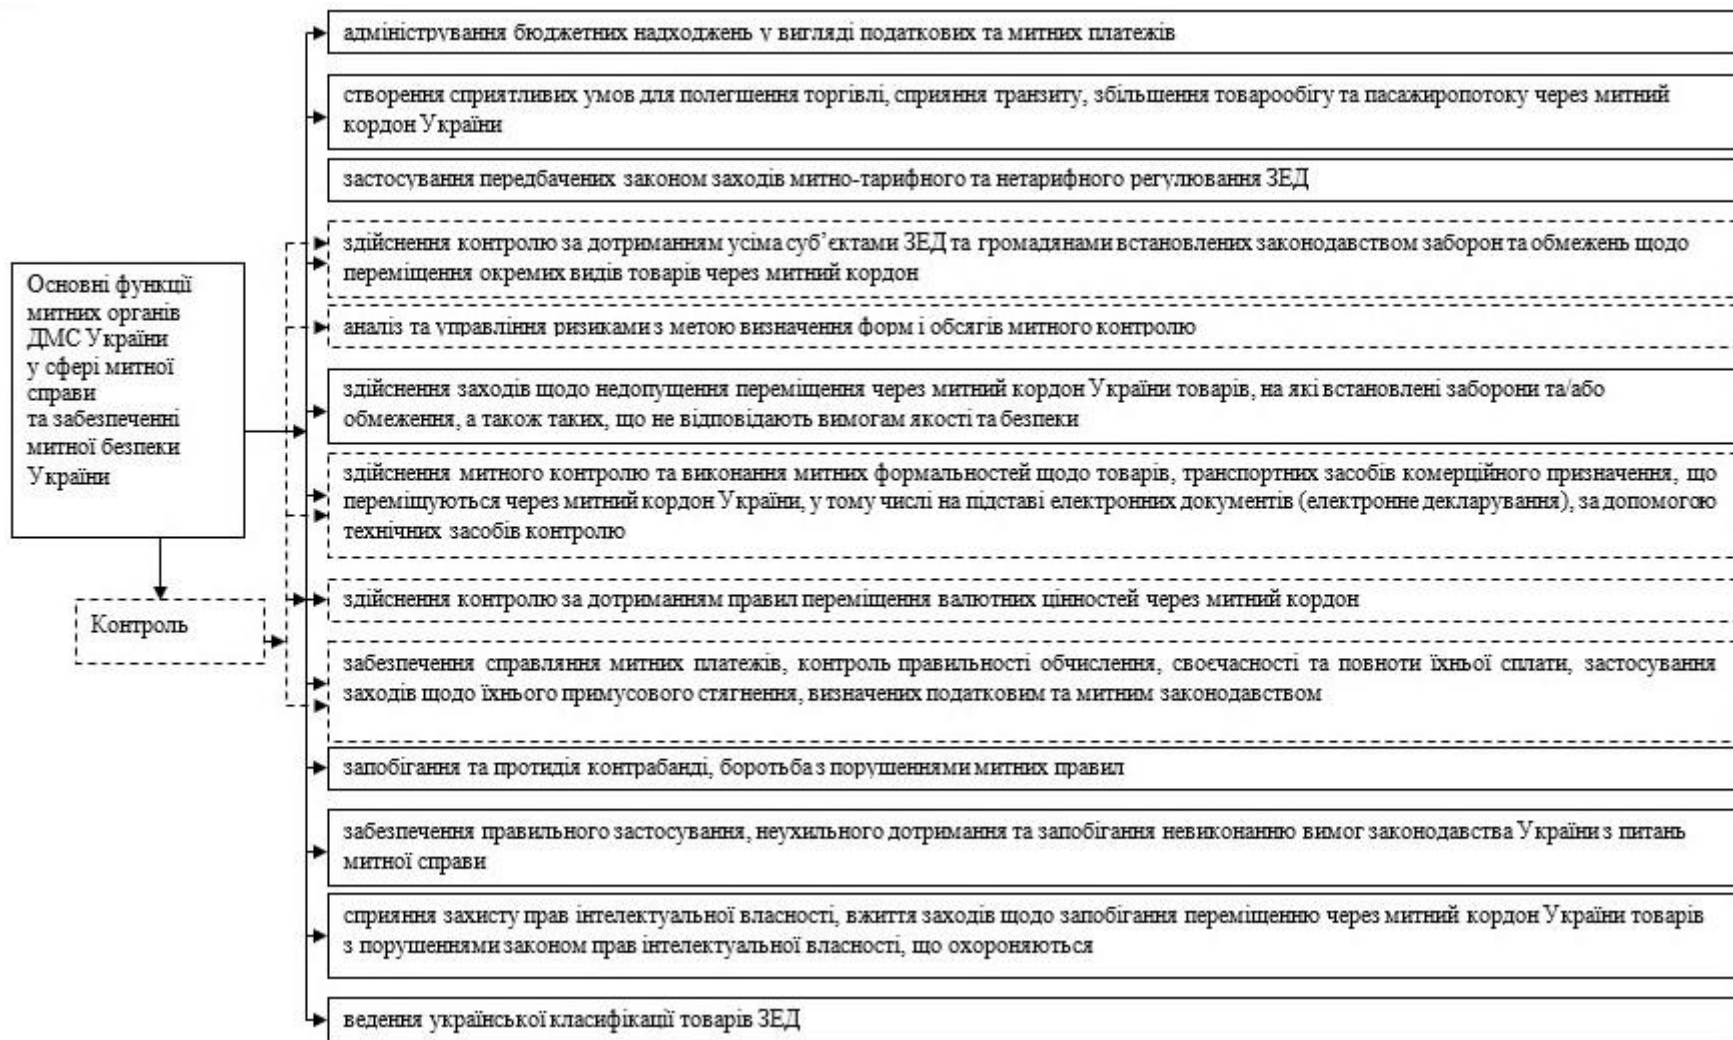 адміністрування бюджетних надходжень у вигляді податкових та митних платежів
створення сприятливих умов для полегшення торгівлі, сприяння транзиту, збільшення товарообігу та пасажиропотоку через митний
кордон України
застосування передбачених законом заходів митно-тарифного та нетарифного регулювання ЗЕД
здійснення контролю за дотриманням усіма суб’єктами ЗЕД та громадянами встановлених законодавством заборон та обмежень щодо
переміщення окремих видів товарів через митний кордон
Основні функції
митних органів
ДМС України
у сфері митної
справи
та забезпеченні
митної безпеки
України
аналіз та управління ризиками з метою визначення форм і обсягів митного контролю
здійснення заходів щодо недопущення переміщення через митний кордон України товарів, на які встановлені заборони та/або
обмеження, а також таких, що не відповідають вимогам якості та безпеки
здійснення митного контролю та виконання митних формальностей щодо товарів, транспортних засобів комерційного призначення, що
переміщуються через митний кордон України, у тому числі на підставі електронних документів (електронне декларування), за допомогою
технічних засобів контролю
здійснення контролю за дотриманням правил переміщення валютних цінностей через митний кордон
Контроль
забезпечення справляння митних платежів, контроль правильності обчислення, своєчасності та повноти їхньої сплати, застосування
заходів щодо їхнього примусового стягнення, визначених податковим та митним законодавством
запобігання та протидія контрабанді, боротьба з порушеннями митних правил
забезпечення правильного застосування, неухильного дотримання та запобігання невиконанню вимог законодавства України з питань
митної справи
сприяння захисту прав інтелектуальної власності, вжиття заходів щодо запобігання переміщенню через митний кордон України товарів
з порушеннями законом прав інтелектуальної власності, що охороняються
ведення української класифікації товарів ЗЕД